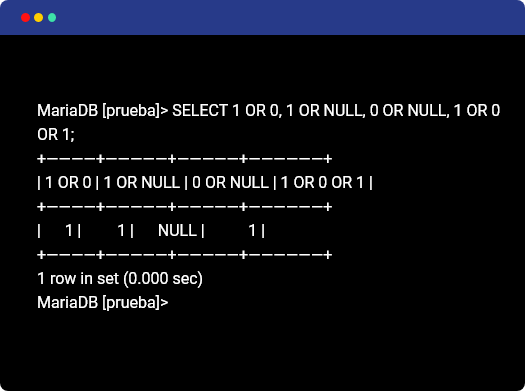 MariaDB [prueba]> SELECT 1 OR 0, 1 OR NULL, 0 OR NULL, 1 OR 0
OR 1;
+––––+–––––+–––––+––––––+
| 1 OR 0 | 1 OR NULL | 0 OR NULL | 1 OR 0 OR 1 |
+––––+–––––+–––––+––––––+
| 1 | 1 | NULL | 1 |
+––––+–––––+–––––+––––––+
1 row in set (0.000 sec)
MariaDB [prueba]>